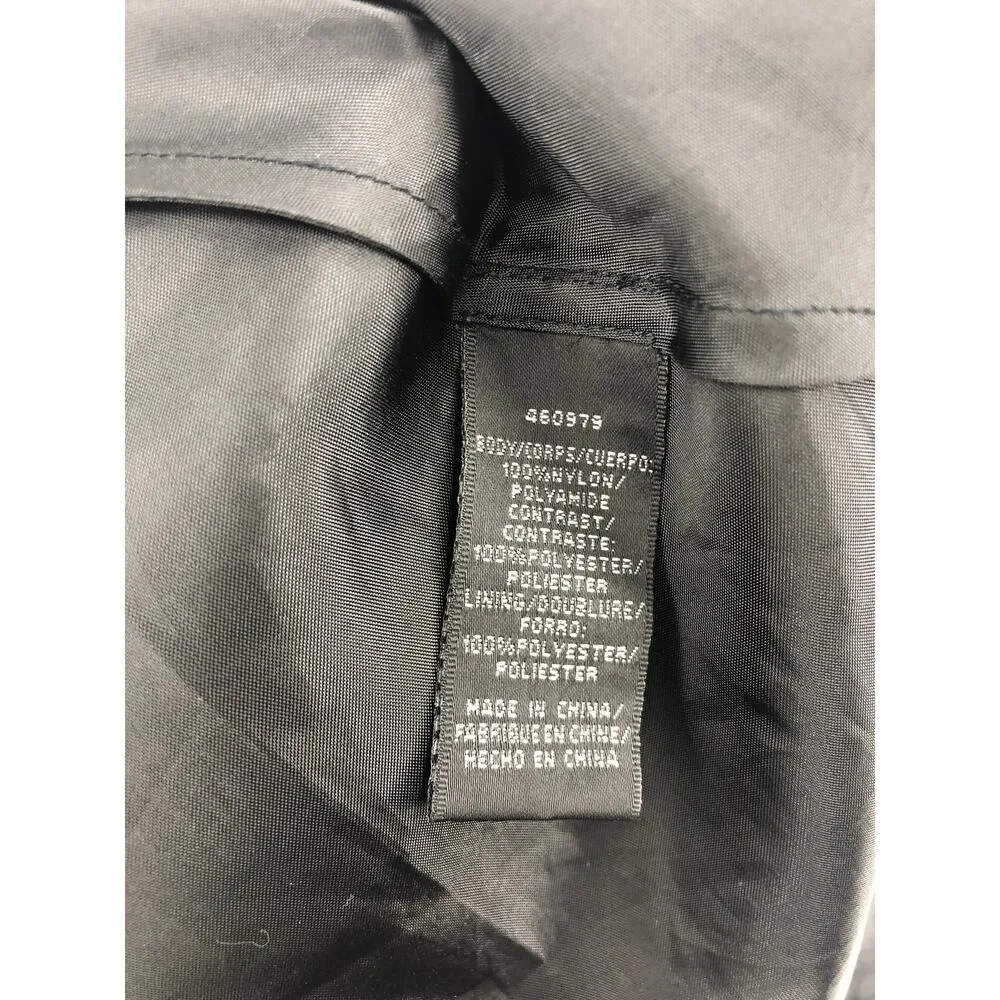 460979
BODY/CORPS/CUERPO:
100%NYLON/
POLYAMIDE
CONTRAST/
CONTRASTE:
100%POLYESTER/
POLIESTER
LINING/DOUBLURE/
FORRO:
100%POLYESTER/
POLIESTER
MADE IN CHINA/
FABRIQUE EN CHINE/
HECHO EN CHINA